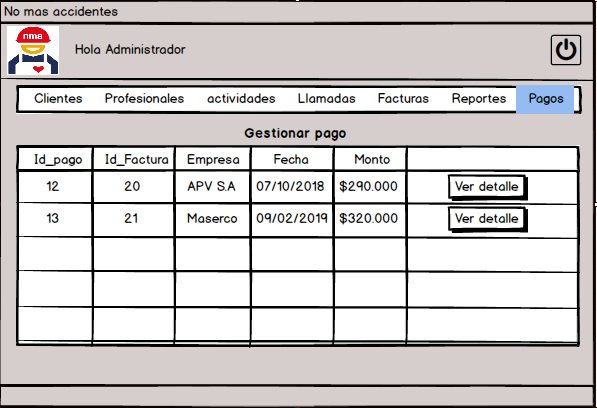 No mas accidentes
nma
Hola Administrador
Clientes Profesionales actividades Llamadas Facturas Reportes Pagos
Gestionar pago
Id_pago Id_Factura Empresa Fecha Monto
12 20 APV S.A 07/10/2018 $290.000 Ver detalle
13 21 Maserco 09/02/2019 $320.000 Ver detalle